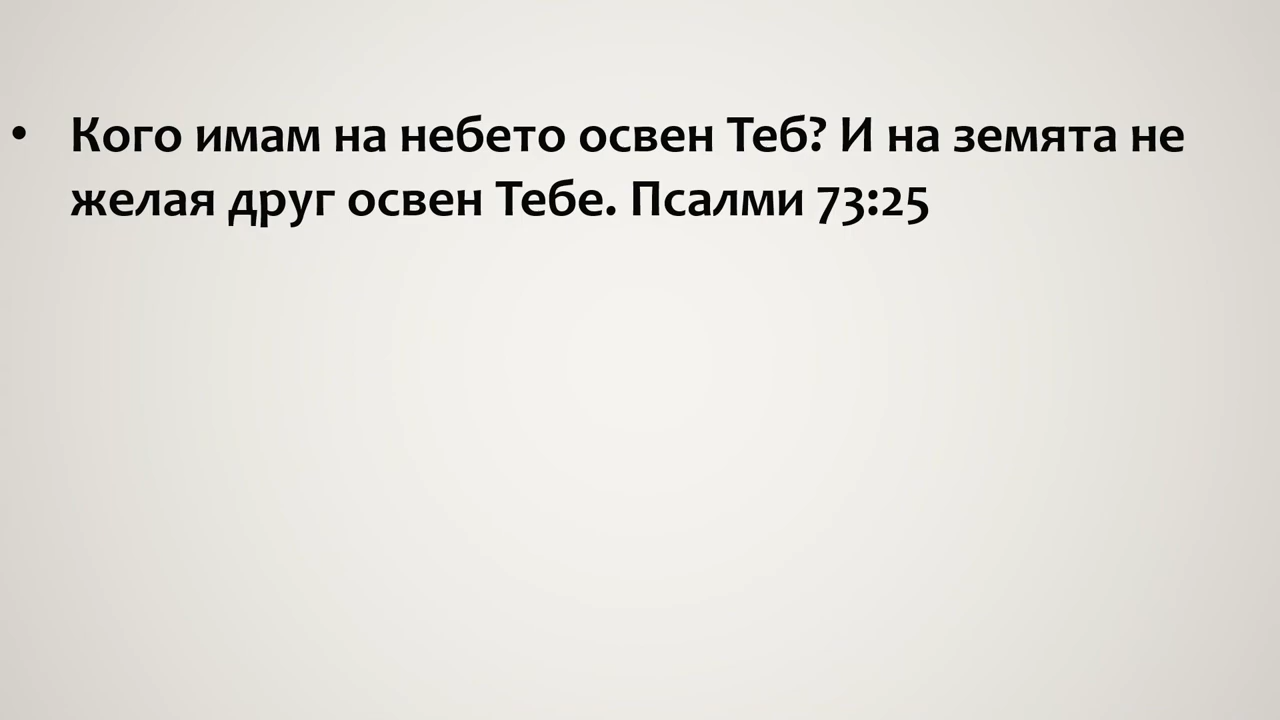 • Кого имам на небето освен Теб? И на земята не
желая друг освен Тебе. Псалми 73:25